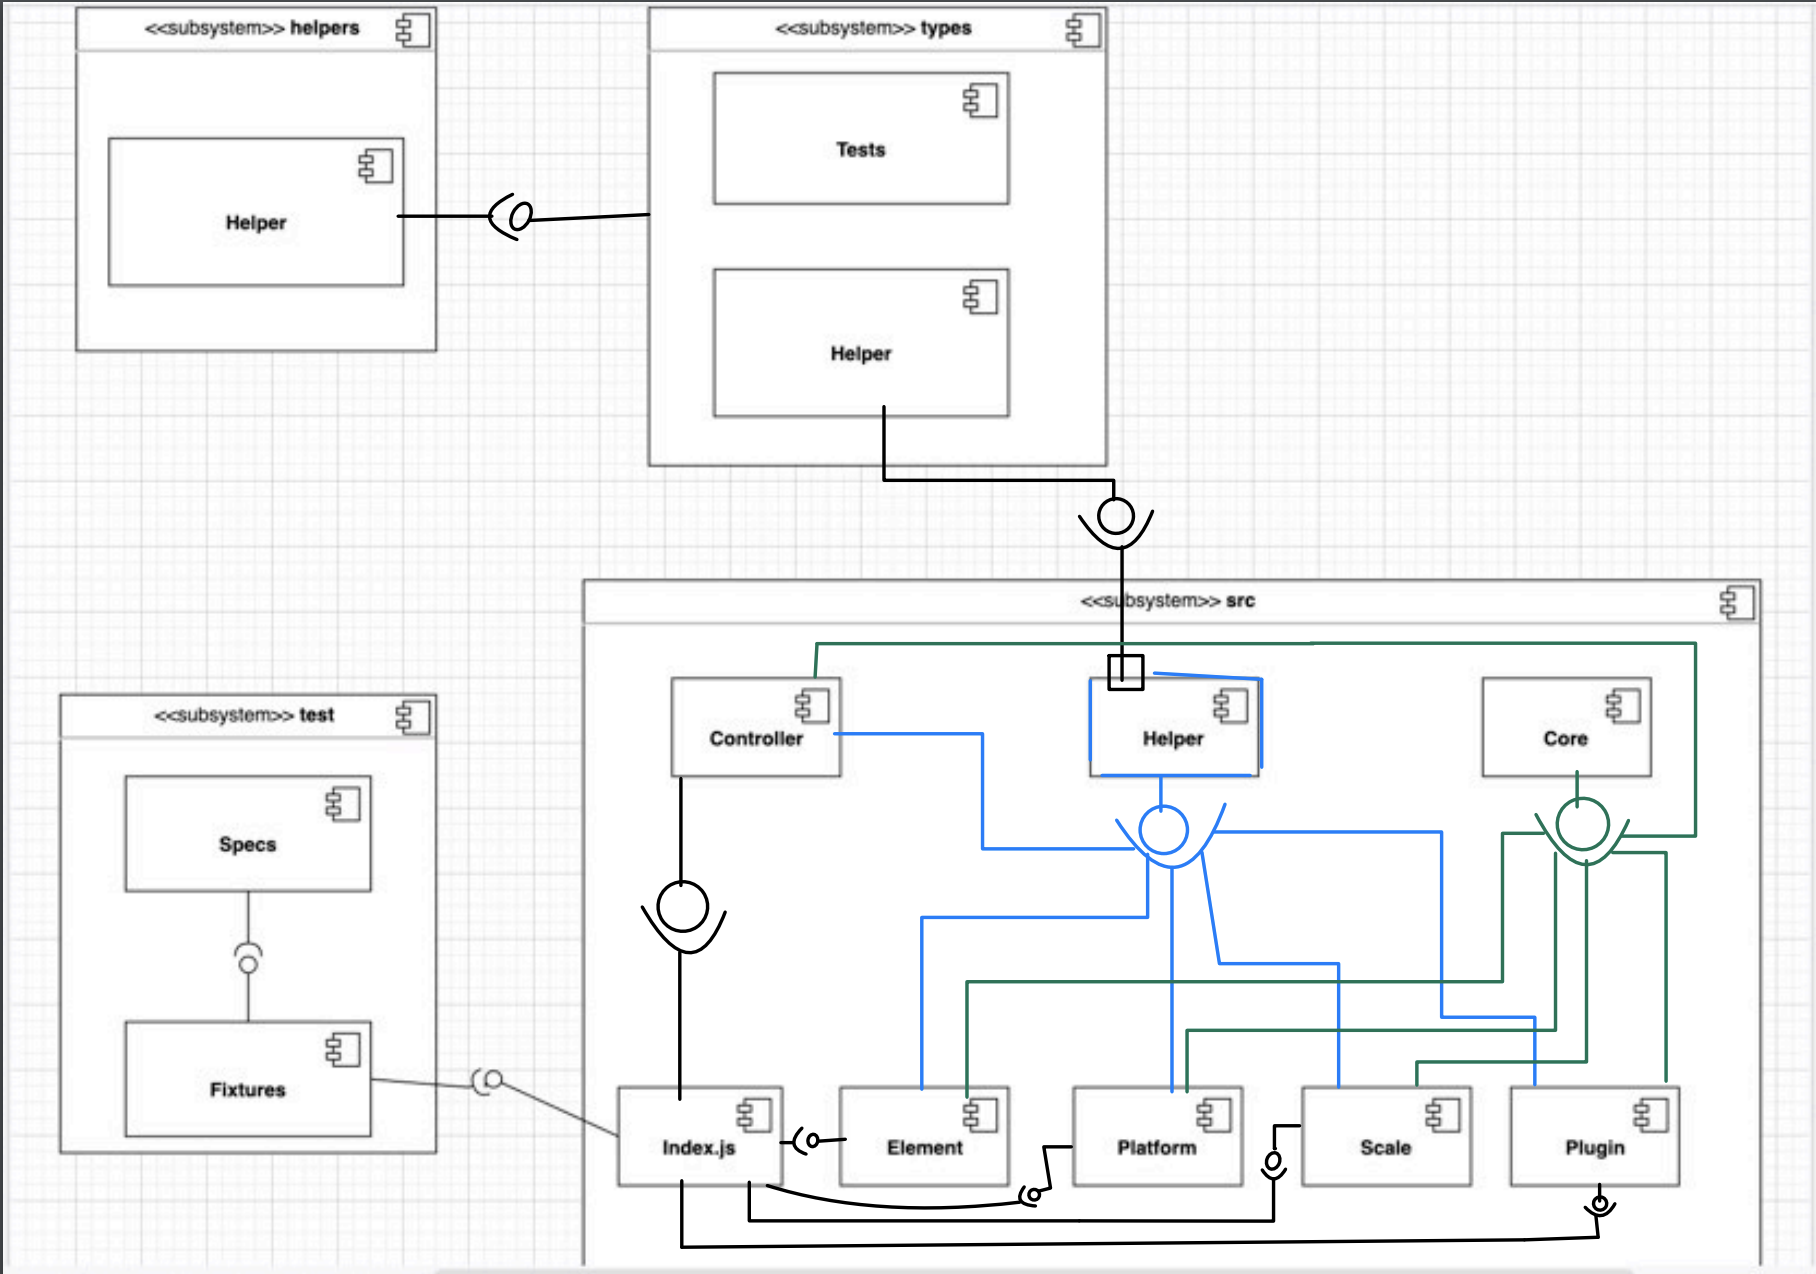 <<subsystem>> helpers
Helper
<<subsystem>> types
Tests
Helper
<<subsystem>> test
Specs
Fixtures
<<subsystem>> src
Controller
Helper
Core
Index.js
Element
Platform
Scale
Plugin